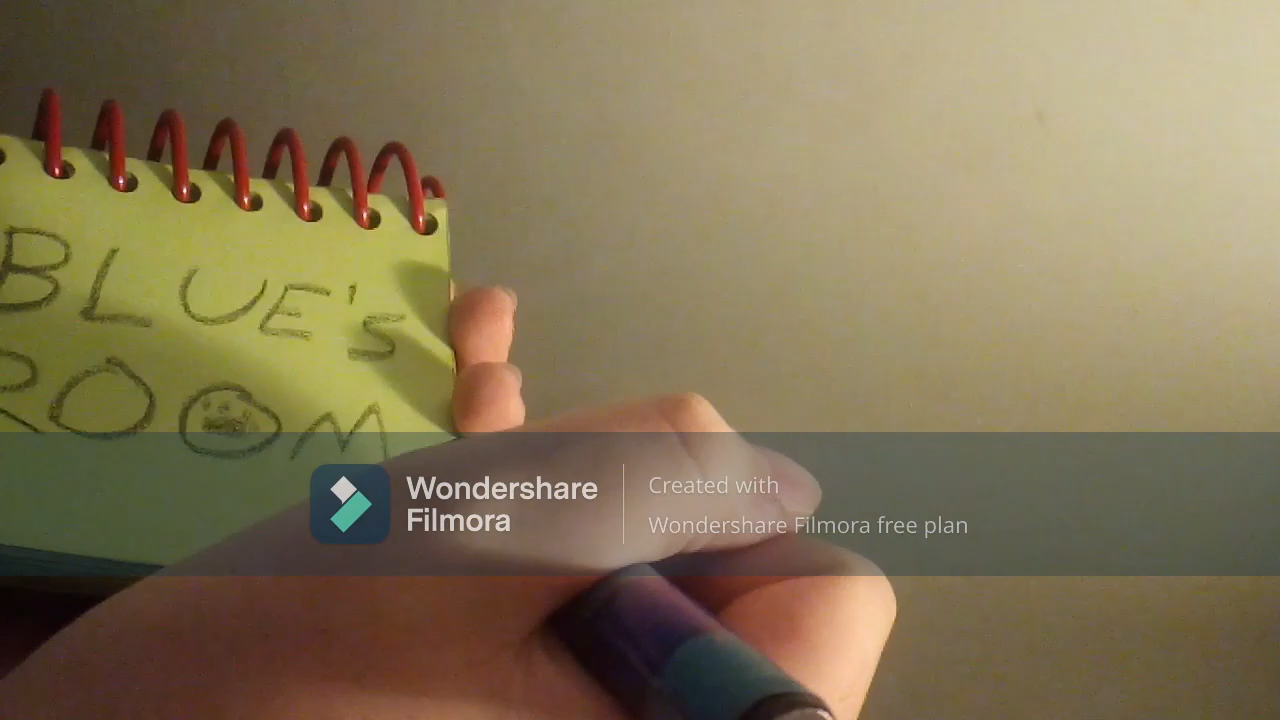 BLUE's
ROOM
Wondershare
Filmora
Created with
Wondershare Filmora free plan